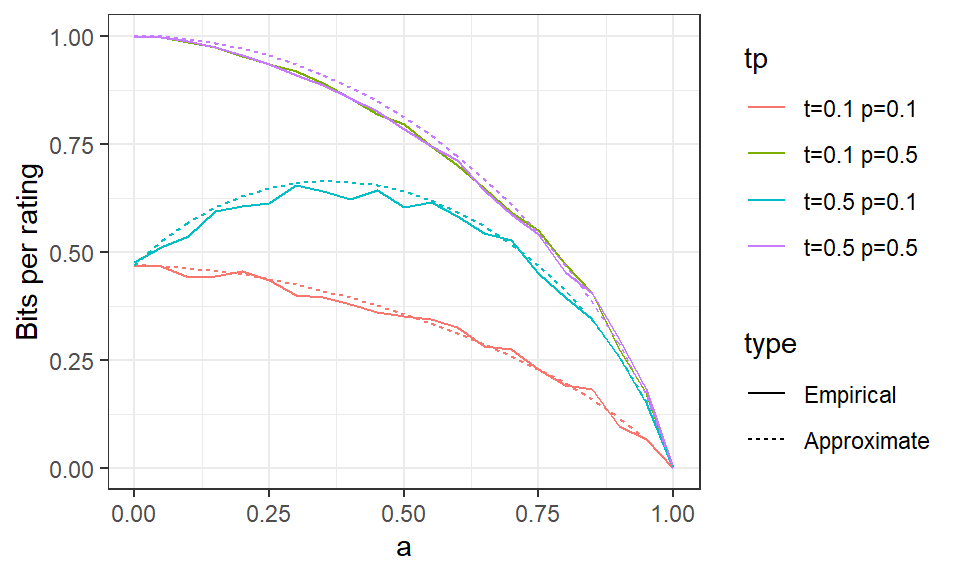 1.00
0.75
0.50
0.25
0.00
Bits per rating
0.00
0.25
0.50
0.75
1.00
a
tp
t=0.1 p=0.1
t=0.1 p=0.5
t=0.5 p=0.1
t=0.5 p=0.5
type
Empirical
Approximate